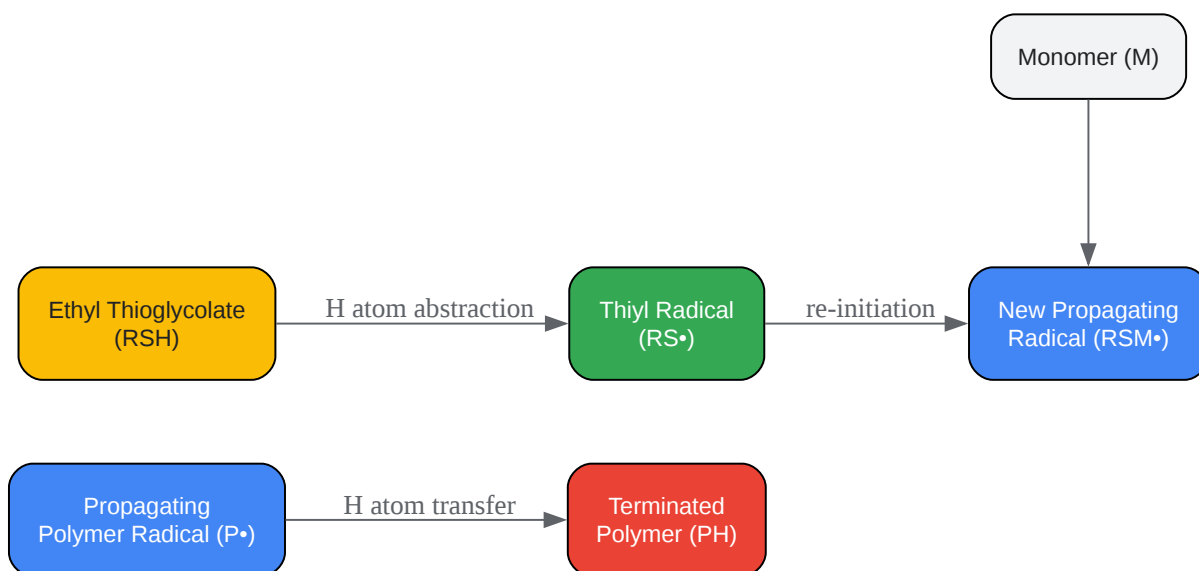 Monomer (M)
Ethyl Thioglycolate
(RSH)
H atom abstraction
Thiyl Radical
(RS•)
re-initiation
New Propagating
Radical (RSM•)
Propagating
Polymer Radical (P•)
H atom transfer
Terminated
Polymer (PH)